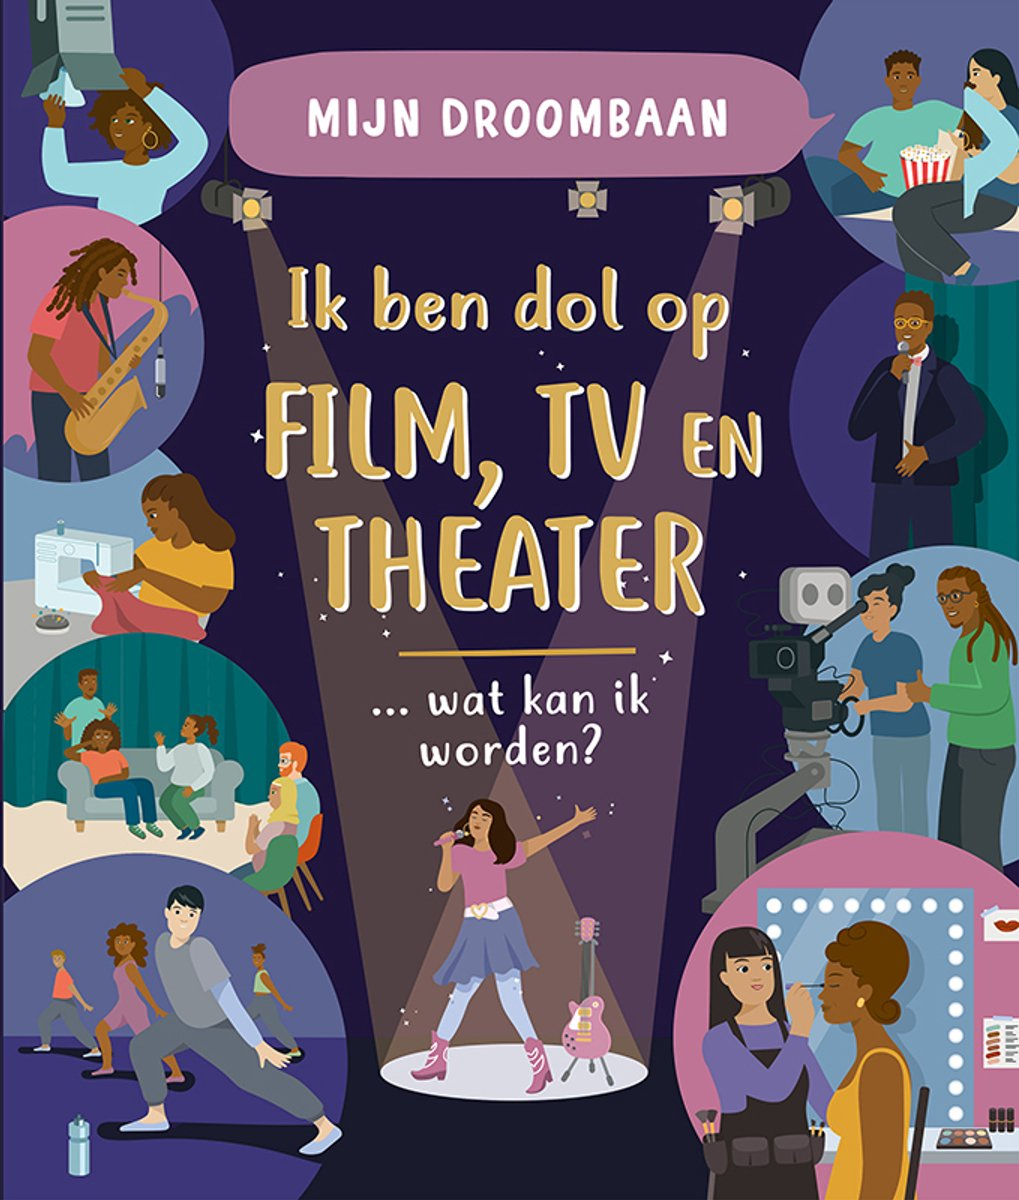 MIJN DROOMBAAN
Ik ben dol op
FILM, TV EN
THEATER
... wat kan ik
worden?